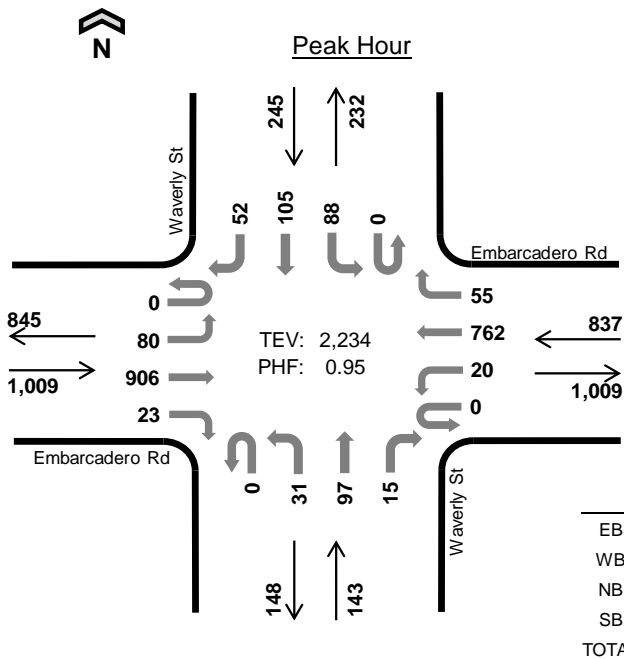 N
Peak Hour
245
232
Waverly St
52
105
88
0
Embarcadero Rd
0
55
845
80
TEV: 2,234
762
837
1,009
906
PHF: 0.95
20
1,009
23
0
Embarcadero Rd
0
31
97
15
Waverly St
148
143
EB
WB
NB
SB
TOTA